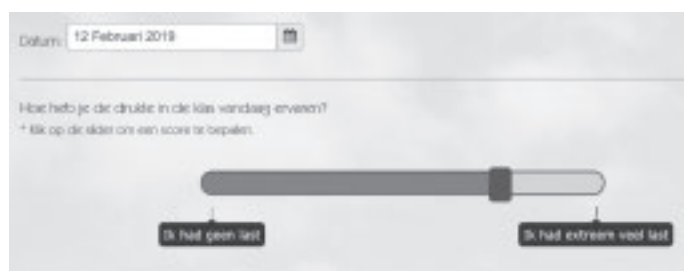 Datum: 12 Februari 2019
Hoe heb je de drukte in de klas vandaag ervaren?
* Klik op de slider om een score te bepalen.
Ik had geen last
Ik had extreem veel last